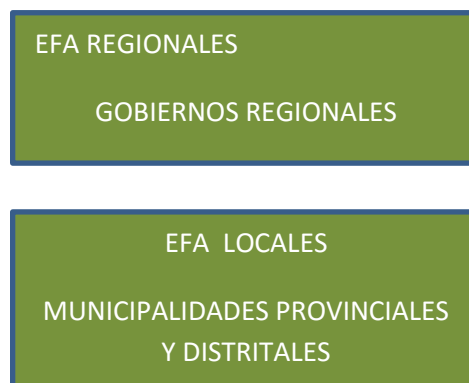 EFA REGIONALES
GOBIERNOS REGIONALES
EFA LOCALES
MUNICIPALIDADES PROVINCIALES
Y DISTRITALES